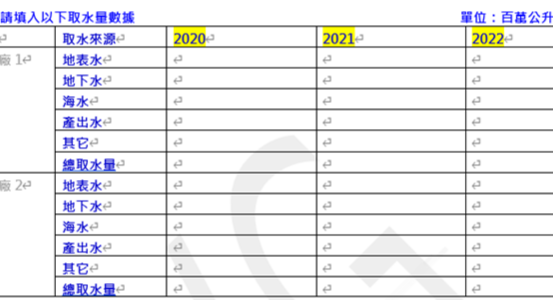 請填入以下取水量數據 單位：百萬公升
取水來源 2020 2021 2022
廠 1 地表水
地下水
海水
產出水
其它
總取水量
廠 2 地表水
地下水
海水
產出水
其它
總取水量